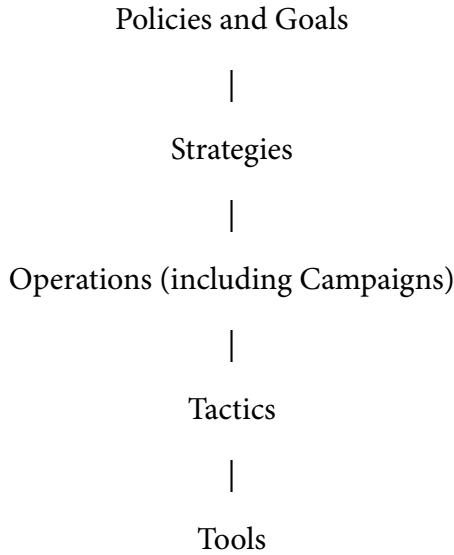 Policies and Goals
|
Strategies
|
Operations (including Campaigns)
|
Tactics
|
Tools